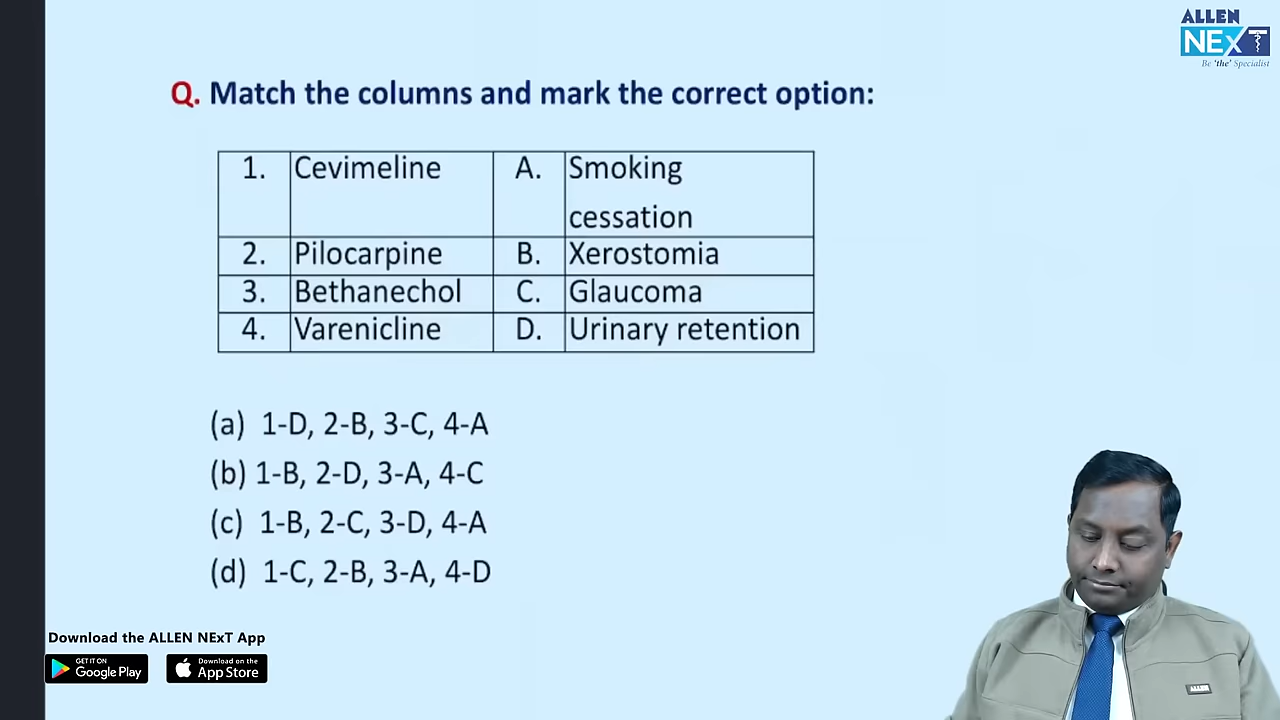 ALLEN
NExT
Be 'the' Specialist
Q. Match the columns and mark the correct option:
1. Cevimeline A. Smoking
cessation
2. Pilocarpine B. Xerostomia
3. Bethanechol C. Glaucoma
4. Varenicline D. Urinary retention
(a) 1-D, 2-B, 3-C, 4-A
(b) 1-B, 2-D, 3-A, 4-C
(c) 1-B, 2-C, 3-D, 4-A
(d) 1-C, 2-B, 3-A, 4-D
Download the ALLEN NExT App
GET IT ON
Google Play
Download on the
App Store
ALLEN